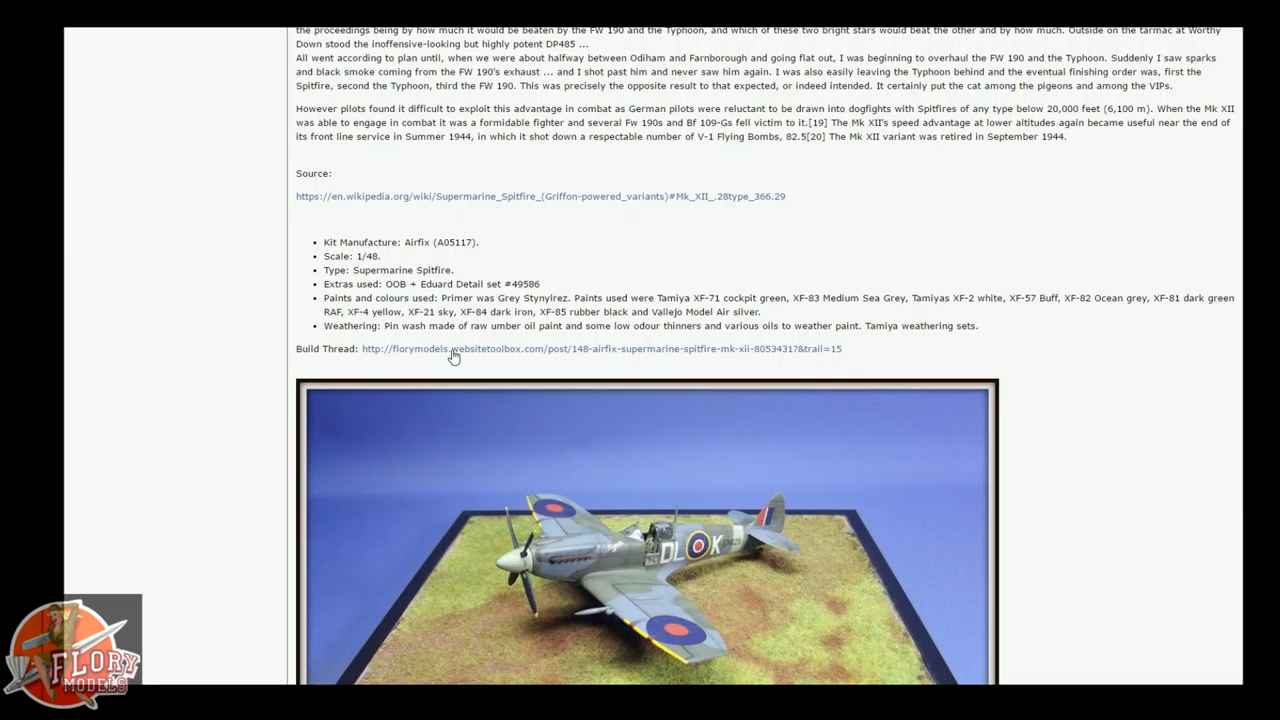 the proceedings being by how much it would be beaten by the FW 190 and the Typhoon, and which of these two bright stars would beat the other and by how much. Outside on the tarmac at Worthy
Down stood the inoffensive-looking but highly potent DP485 ...
All went according to plan until, when we were about halfway between Odiham and Farnborough and going flat out, I was beginning to overhaul the FW 190 and the Typhoon. Suddenly I saw sparks
and black smoke coming from the FW 190's exhaust ... and I shot past him and never saw him again. I was also easily leaving the Typhoon behind and the eventual finishing order was, first the
Spitfire, second the Typhoon, third the FW 190. This was precisely the opposite result to that expected, or indeed intended. It certainly put the cat among the pigeons and among the VIPs.
However pilots found it difficult to exploit this advantage in combat as German pilots were reluctant to be drawn into dogfights with Spitfires of any type below 20,000 feet (6,100 m). When the Mk XII
was able to engage in combat it was a formidable fighter and several Fw 190s and Bf 109-Gs fell victim to it.[19] The Mk XII's speed advantage at lower altitudes again became useful near the end of
its front line service in Summer 1944, in which it shot down a respectable number of V-1 Flying Bombs, 82.5[20] The Mk XII variant was retired in September 1944.
Source:
https://en.wikipedia.org/wiki/Supermarine_Spitfire_(Griffon-powered_variants)#Mk_XII_.28type_366.29
• Kit Manufacture: Airfix (A05117).
• Scale: 1/48.
• Type: Supermarine Spitfire.
• Extras used: OOB + Eduard Detail set #49586
• Paints and colours used: Primer was Grey Stynylrez. Paints used were Tamiya XF-71 cockpit green, XF-83 Medium Sea Grey, Tamiyas XF-2 white, XF-57 Buff, XF-82 Ocean grey, XF-81 dark green
RAF, XF-4 yellow, XF-21 sky, XF-84 dark iron, XF-85 rubber black and Vallejo Model Air silver.
• Weathering: Pin wash made of raw umber oil paint and some low odour thinners and various oils to weather paint. Tamiya weathering sets.
Build Thread: http://florymodels.websitetoolbox.com/post/148-airfix-supermarine-spitfire-mk-xii-8053431?&trail=15
DL K
FLORY
MODELS